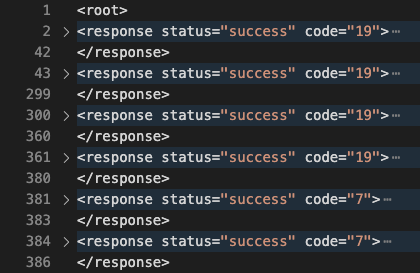 1 <root>
2 > <response status="success" code="19">⋯
42 </response>
43 > <response status="success" code="19">⋯
299 </response>
300 > <response status="success" code="19">⋯
360 </response>
361 > <response status="success" code="19">⋯
380 </response>
381 > <response status="success" code="7">⋯
383 </response>
384 > <response status="success" code="7">⋯
386 </response>